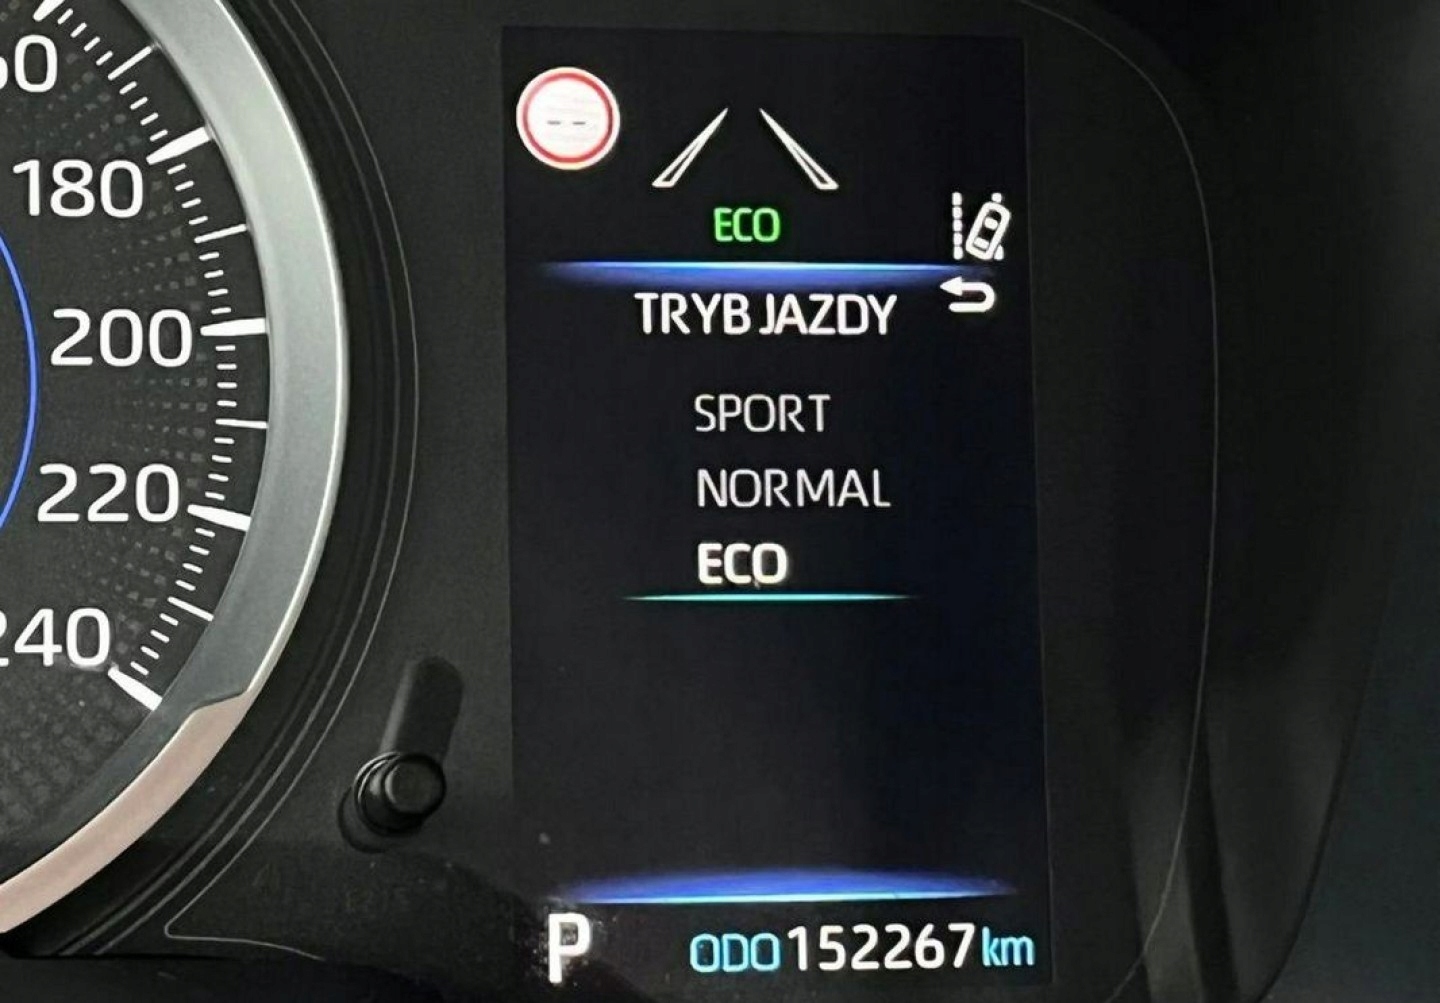 180
200
220
240
--
ECO
TRYB JAZDY
SPORT
NORMAL
ECO
P
ODO 152267 km